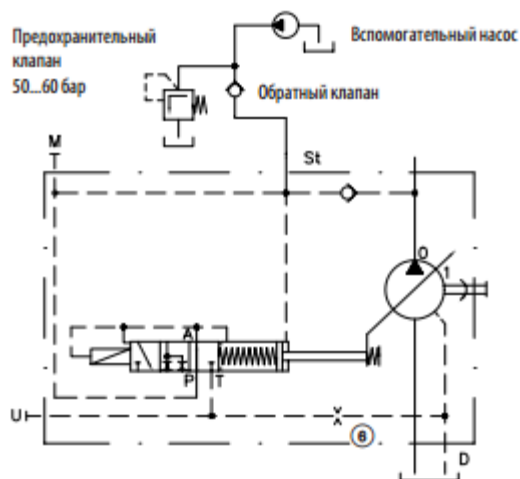 Предохранительный
клапан
50...60 бар
Вспомогательный насос
Обратный клапан
M
St
0
1
A
P
T
U
6
D